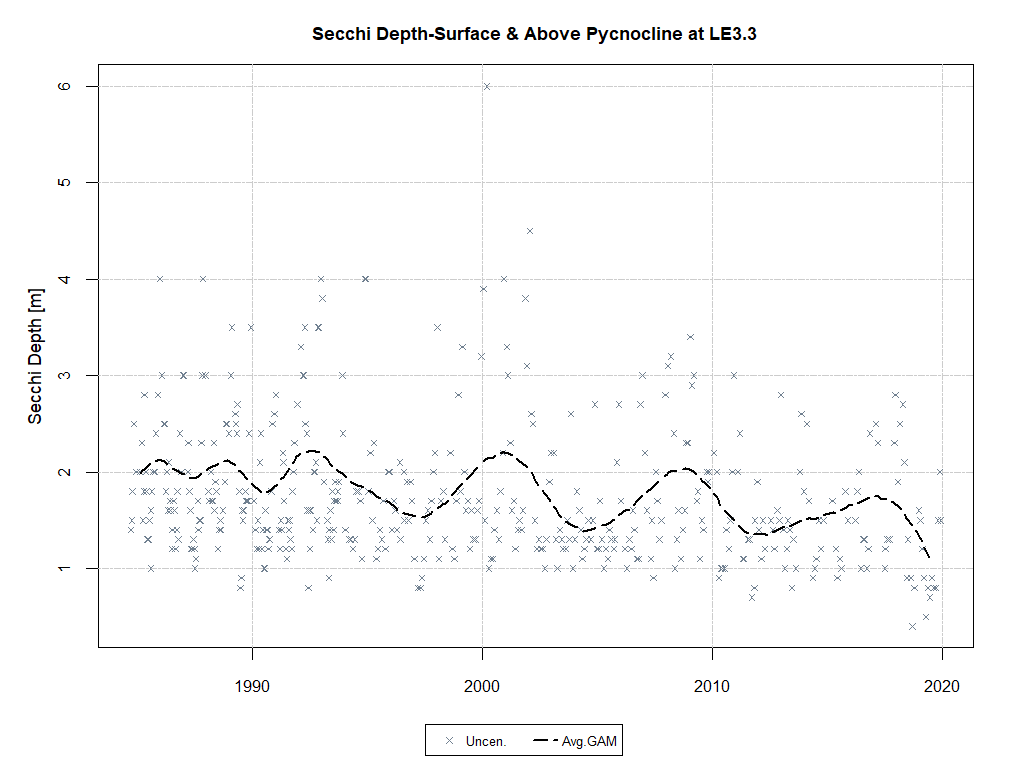 Secchi Depth-Surface & Above Pycnocline at LE3.3
Secchi Depth [m]
6
5
4
3
2
1
1990 2000 2010 2020
Uncen. Avg.GAM